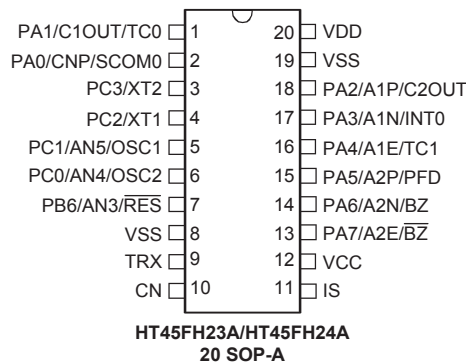 PA1/C1OUT/TC0 1 20 VDD
PA0/CNP/SCOM0 2 19 VSS
PC3/XT2 3 18 PA2/A1P/C2OUT
PC2/XT1 4 17 PA3/A1N/INT0
PC1/AN5/OSC1 5 16 PA4/A1E/TC1
PC0/AN4/OSC2 6 15 PA5/A2P/PFD
PB6/AN3/R̅E̅S̅ 7 14 PA6/A2N/BZ
VSS 8 13 PA7/A2E/B̅Z̅
TRX 9 12 VCC
CN 10 11 IS
HT45FH23A/HT45FH24A
20 SOP-A